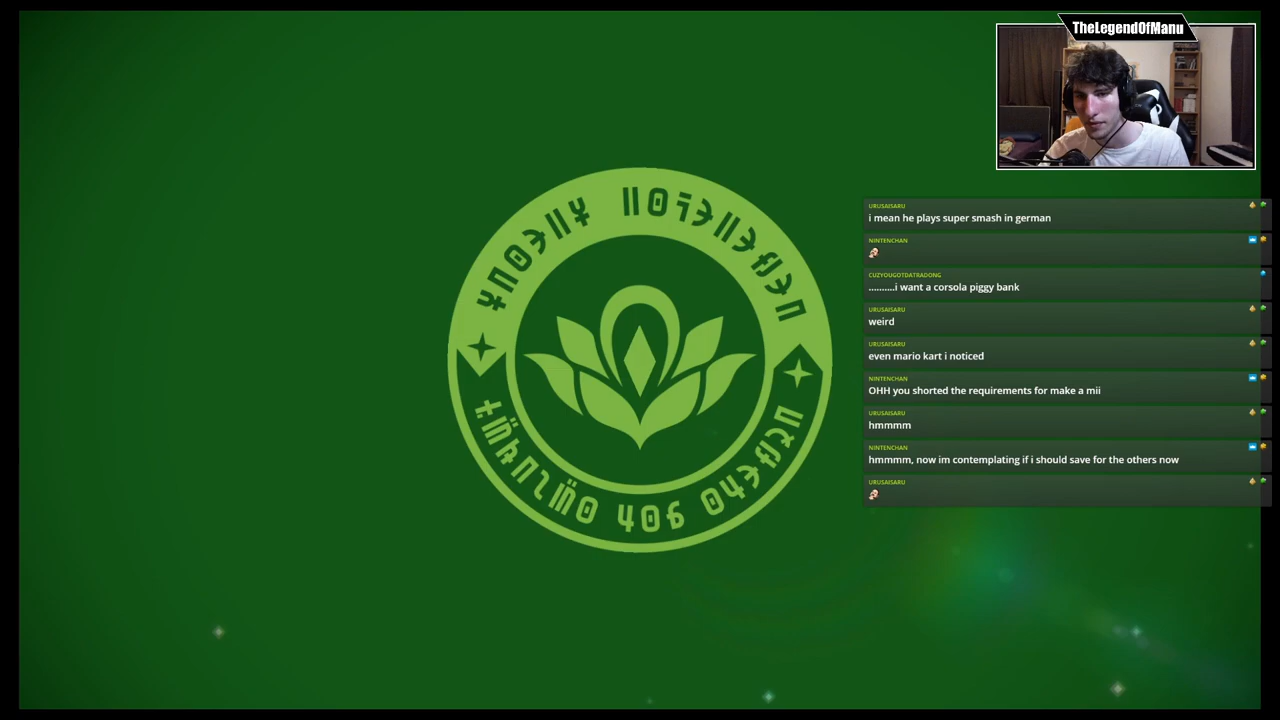 TheLegendOfManu
URUSAISARU
i mean he plays super smash in german
NINTENCHAN
CUZYOUGOTDATRADONG
..........i want a corsola piggy bank
URUSAISARU
weird
URUSAISARU
even mario kart i noticed
NINTENCHAN
OHH you shorted the requirements for make a mii
URUSAISARU
hmmmm
NINTENCHAN
hmmmm, now im contemplating if i should save for the others now
URUSAISARU